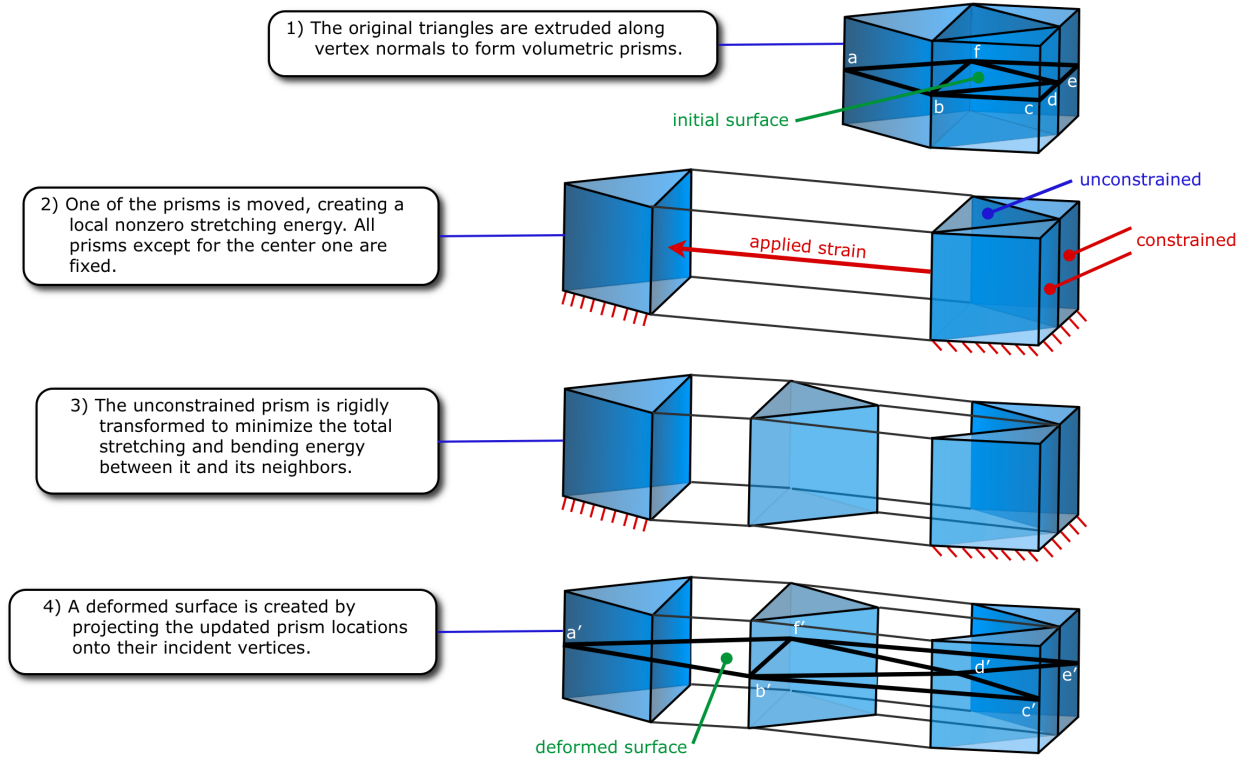 1) The original triangles are extruded along
vertex normals to form volumetric prisms.
a
f
e
b
c
d
initial surface
2) One of the prisms is moved, creating a
local nonzero stretching energy. All
prisms except for the center one are
fixed.
unconstrained
applied strain
constrained
3) The unconstrained prism is rigidly
transformed to minimize the total
stretching and bending energy
between it and its neighbors.
4) A deformed surface is created by
projecting the updated prism locations
onto their incident vertices.
a′
f′
d′
e′
b′
c′
deformed surface